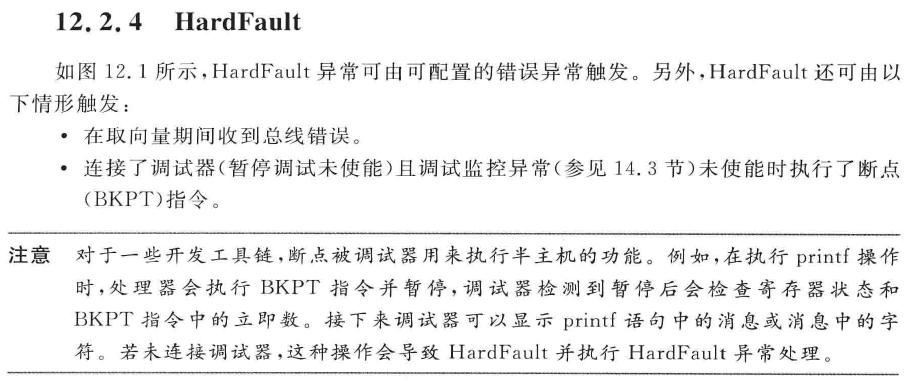 12.2.4 HardFault
如图 12.1 所示,HardFault 异常可由可配置的错误异常触发。另外,HardFault 还可由以
下情形触发:
• 在取向量期间收到总线错误。
• 连接了调试器(暂停调试未使能)且调试监控异常(参见 14.3 节)未使能时执行了断点
(BKPT)指令。
注意 对于一些开发工具链,断点被调试器用来执行半主机的功能。例如,在执行 printf 操作
时,处理器会执行 BKPT 指令并暂停,调试器检测到暂停后会检查寄存器状态和
BKPT 指令中的立即数。接下来调试器可以显示 printf 语句中的消息或消息中的字
符。若未连接调试器,这种操作会导致 HardFault 并执行 HardFault 异常处理。